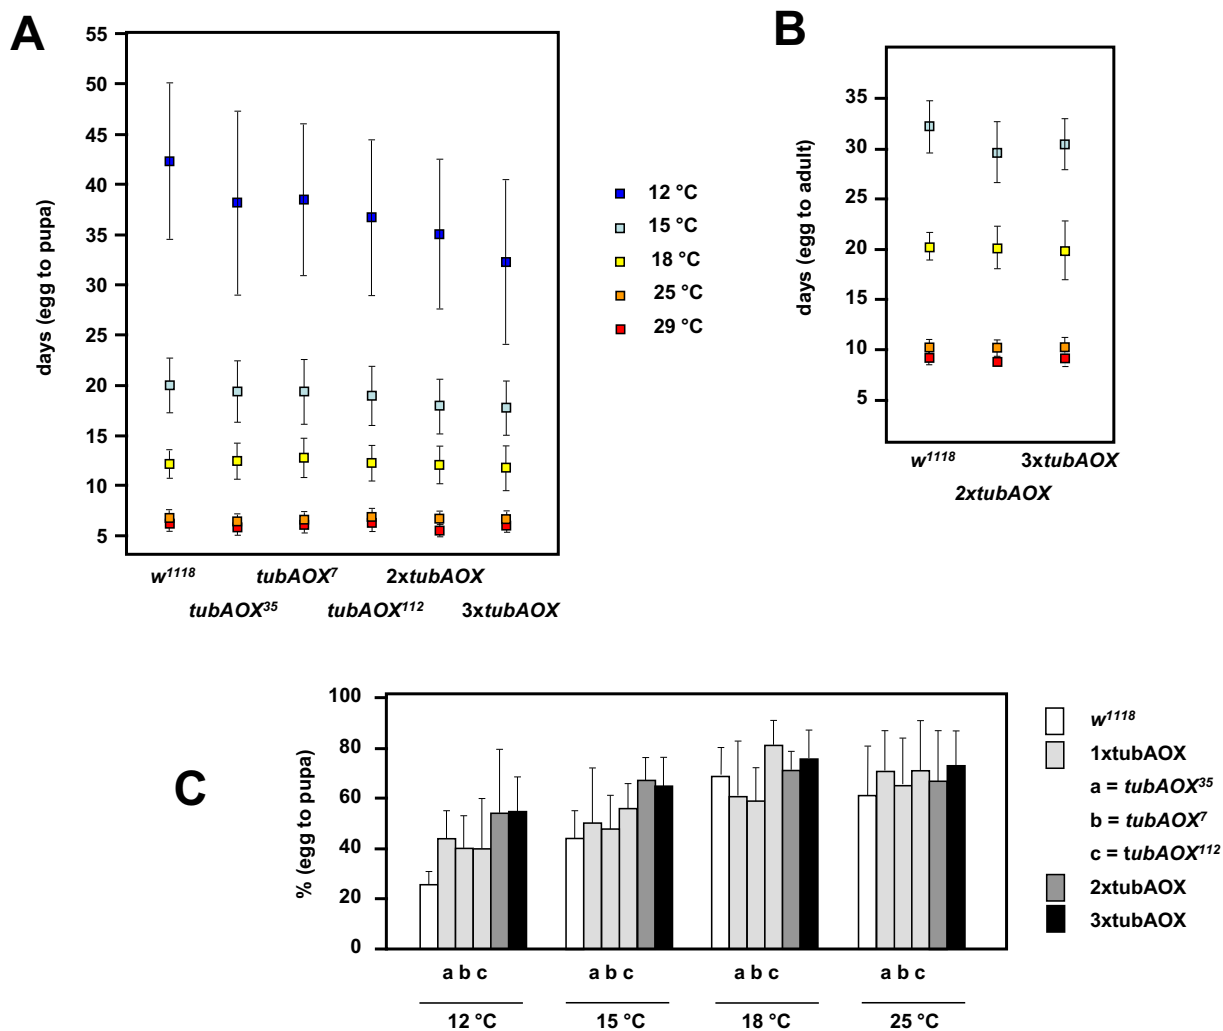 A
55
50
45
40
35
30
25
20
15
10
5
days (egg to pupa)
w1118
tubAOX7
2xtubAOX
tubAOX35
tubAOX112
3xtubAOX
12 °C
15 °C
18 °C
25 °C
29 °C
B
35
30
25
20
15
10
5
days (egg to adult)
w1118
3xtubAOX
2xtubAOX
C
100
80
60
40
20
0
% (egg to pupa)
a b c
a b c
a b c
a b c
12 °C
15 °C
18 °C
25 °C
w1118
1xtubAOX
a = tubAOX35
b = tubAOX7
c = tubAOX112
2xtubAOX
3xtubAOX